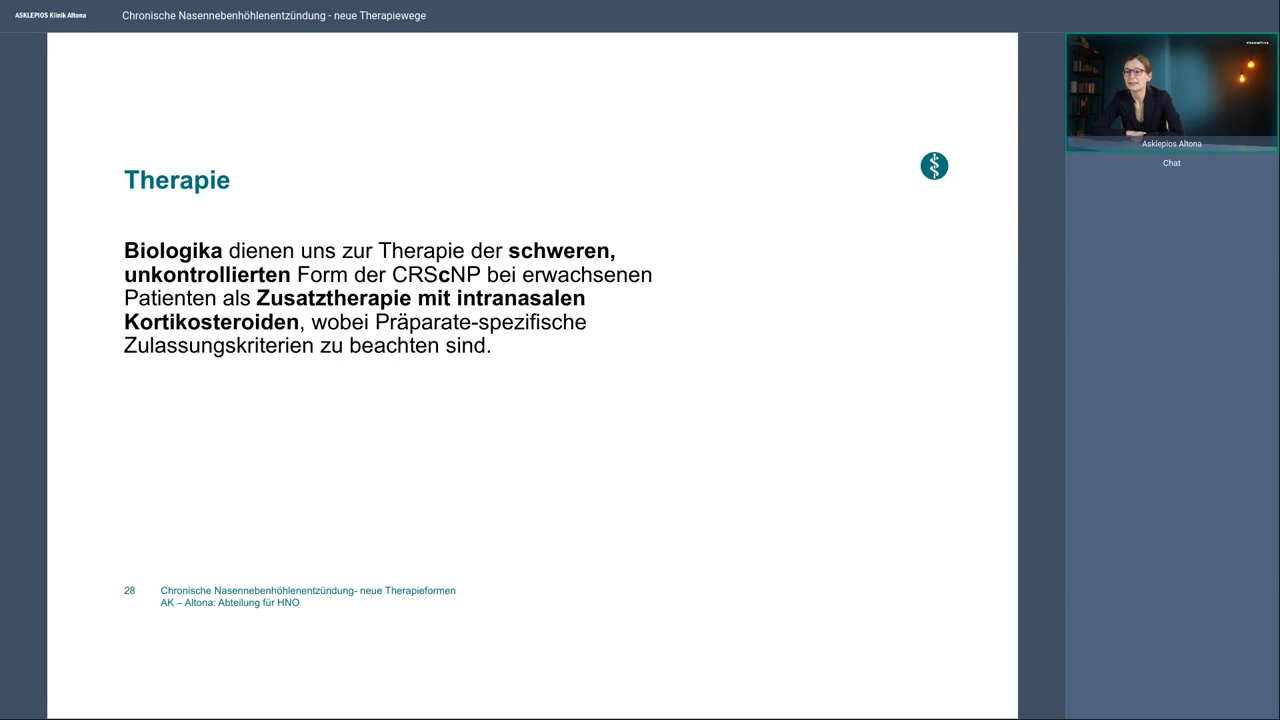 ASKLEPIOS Klinik Altona
Chronische Nasennebenhöhlenentzündung - neue Therapiewege
Therapie
Biologika dienen uns zur Therapie der schweren,
unkontrollierten Form der CRScNP bei erwachsenen
Patienten als Zusatztherapie mit intranasalen
Kortikosteroiden, wobei Präparate-spezifische
Zulassungskriterien zu beachten sind.
28 Chronische Nasennebenhöhlenentzündung- neue Therapieformen
AK – Altona: Abteilung für HNO
Asklepios Altona
Chat